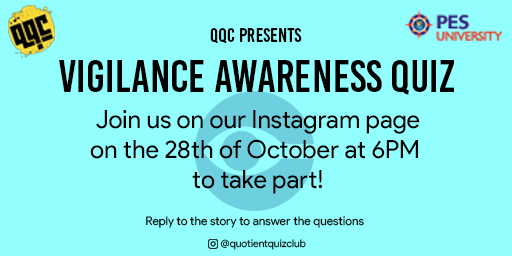 QQC
PES
UNIVERSITY
QQC PRESENTS
VIGILANCE AWARENESS QUIZ
Join us on our Instagram page
on the 28th of October at 6PM
to take part!
Reply to the story to answer the questions
@quotientquizclub